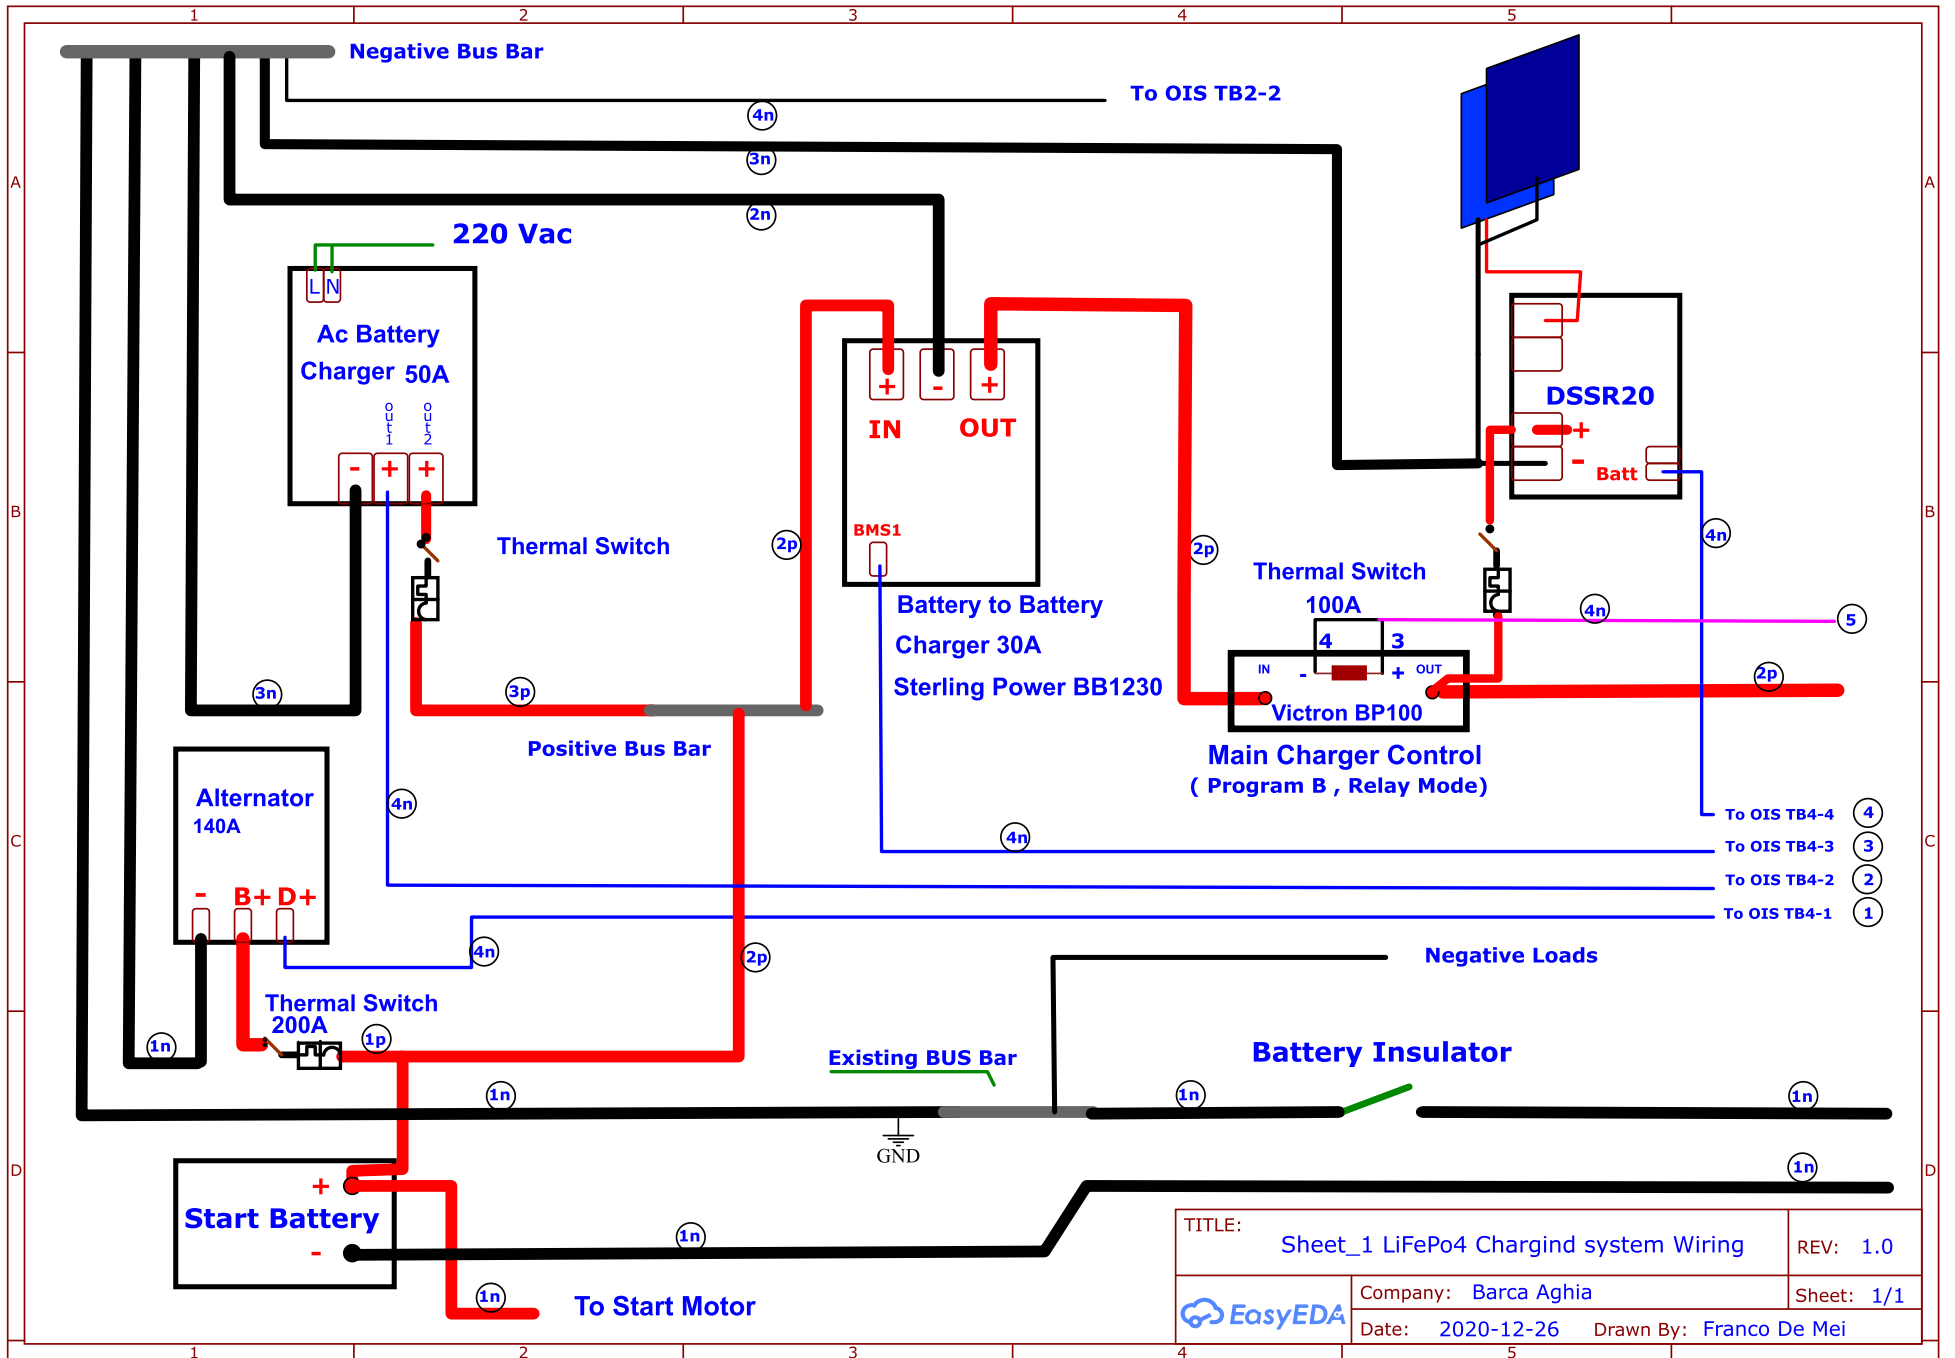 1 2 3 4 5
Negative Bus Bar
To OIS TB2-2
4n
3n
A A
2n
220 Vac
L N
Ac Battery
Charger 50A
out1 out2
- + +
+ - +
IN OUT
DSSR20
+
-
Batt
B B
BMS1
Thermal Switch
2p
2p
4n
Thermal Switch
100A
Battery to Battery
Charger 30A
Sterling Power BB1230
4n
5
4 3
IN - + OUT
Victron BP100
2p
3n
3p
Positive Bus Bar
Main Charger Control
( Program B , Relay Mode)
Alternator
140A
4n
4n
To OIS TB4-4 4
To OIS TB4-3 3
To OIS TB4-2 2
To OIS TB4-1 1
C C
- B+ D+
4n
2p
Negative Loads
Thermal Switch
200A
1n
1p
Existing BUS Bar
Battery Insulator
1n
1n
1n
GND
D D
1n
+
Start Battery
-
1n
1n
To Start Motor
TITLE:
Sheet_1 LiFePo4 Chargind system Wiring
REV: 1.0
EasyEDA
Company: Barca Aghia
Sheet: 1/1
Date: 2020-12-26
Drawn By: Franco De Mei
1 2 3 4 5